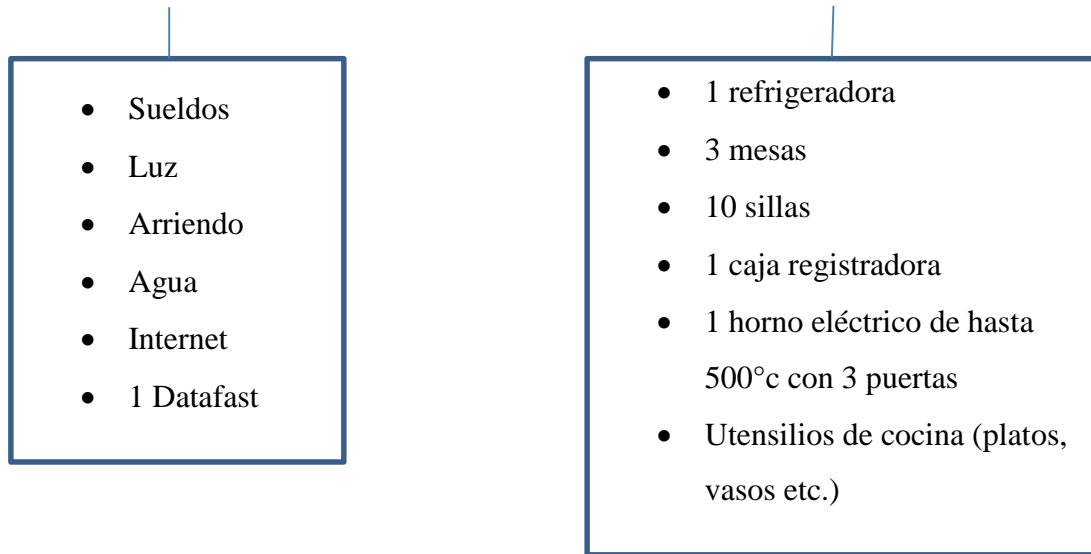 • Sueldos
• Luz
• Arriendo
• Agua
• Internet
• 1 Datafast
• 1 refrigeradora
• 3 mesas
• 10 sillas
• 1 caja registradora
• 1 horno eléctrico de hasta
500°c con 3 puertas
• Utensilios de cocina (platos,
vasos etc.)